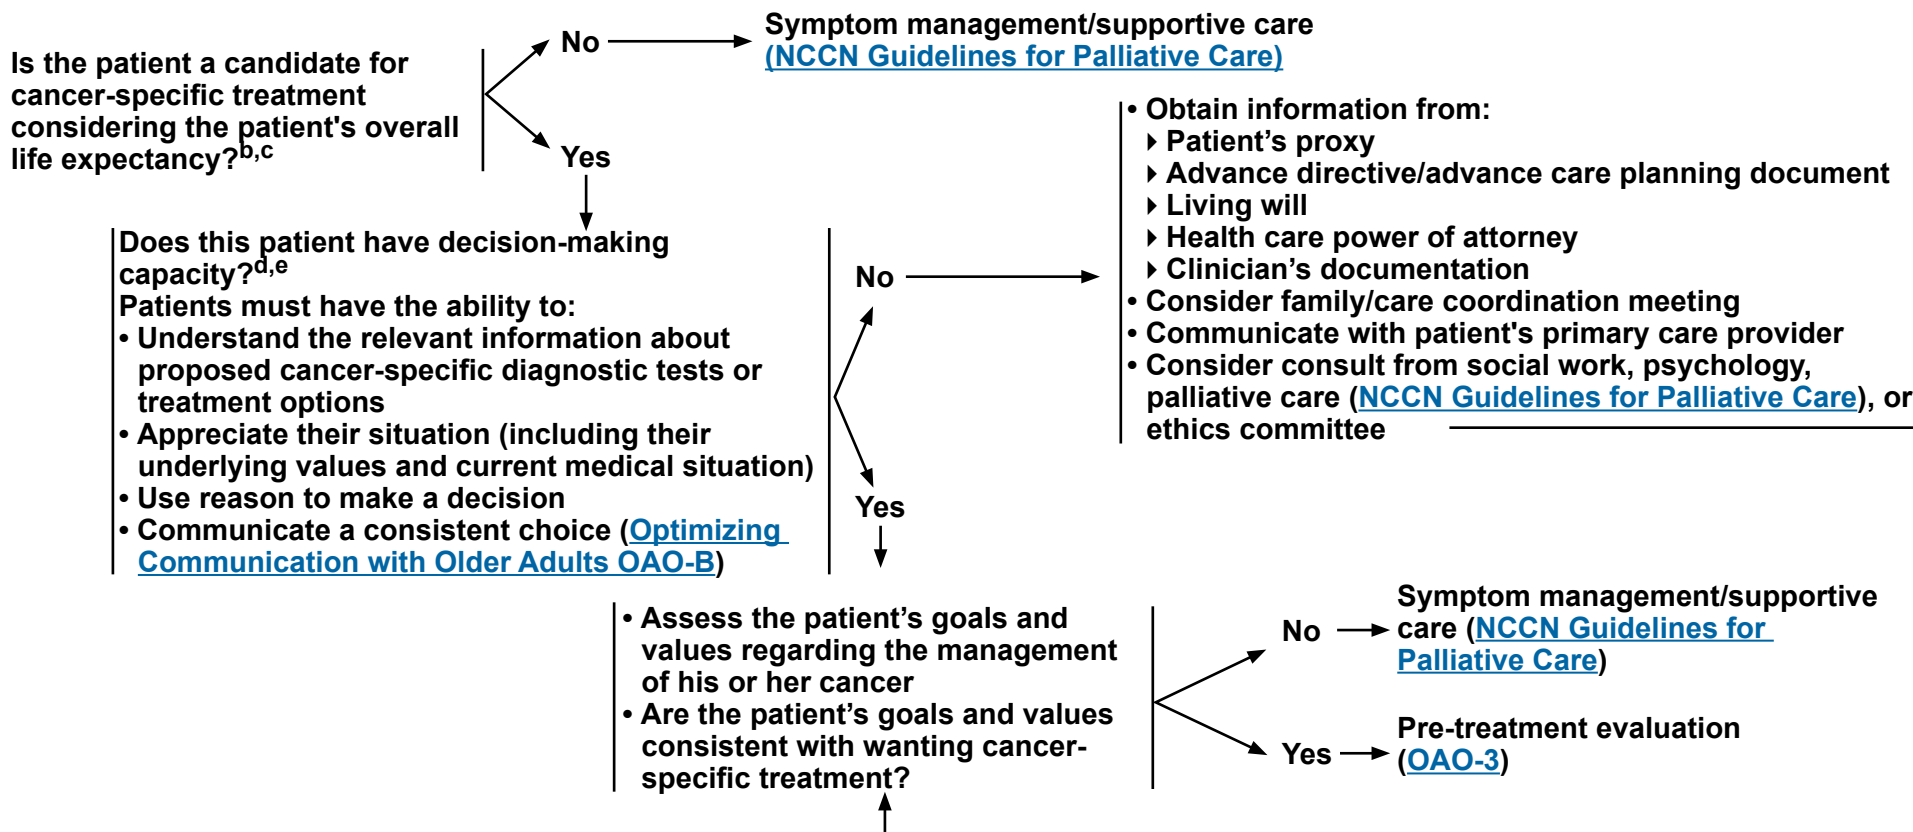 Is the patient a candidate for
cancer-specific treatment
considering the patient's overall
life expectancy?b,c
No
Symptom management/supportive care
(NCCN Guidelines for Palliative Care)
Yes
Does this patient have decision-making
capacity?d,e
Patients must have the ability to:
• Understand the relevant information about
proposed cancer-specific diagnostic tests or
treatment options
• Appreciate their situation (including their
underlying values and current medical situation)
• Use reason to make a decision
• Communicate a consistent choice (Optimizing
Communication with Older Adults OAO-B)
No
• Obtain information from:
‣ Patient’s proxy
‣ Advance directive/advance care planning document
‣ Living will
‣ Health care power of attorney
‣ Clinician’s documentation
• Consider family/care coordination meeting
• Communicate with patient's primary care provider
• Consider consult from social work, psychology,
palliative care (NCCN Guidelines for Palliative Care), or
ethics committee
Yes
• Assess the patient’s goals and
values regarding the management
of his or her cancer
• Are the patient’s goals and values
consistent with wanting cancer-
specific treatment?
No
Symptom management/supportive
care (NCCN Guidelines for
Palliative Care)
Yes
Pre-treatment evaluation
(OAO-3)